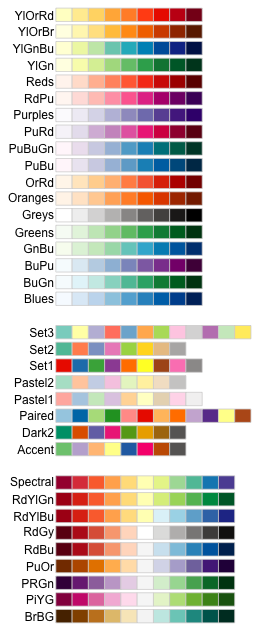 YlOrRd
YlOrBr
YlGnBu
YlGn
Reds
RdPu
Purples
PuRd
PuBuGn
PuBu
OrRd
Oranges
Greys
Greens
GnBu
BuPu
BuGn
Blues
Set3
Set2
Set1
Pastel2
Pastel1
Paired
Dark2
Accent
Spectral
RdYlGn
RdYlBu
RdGy
RdBu
PuOr
PRGn
PiYG
BrBG